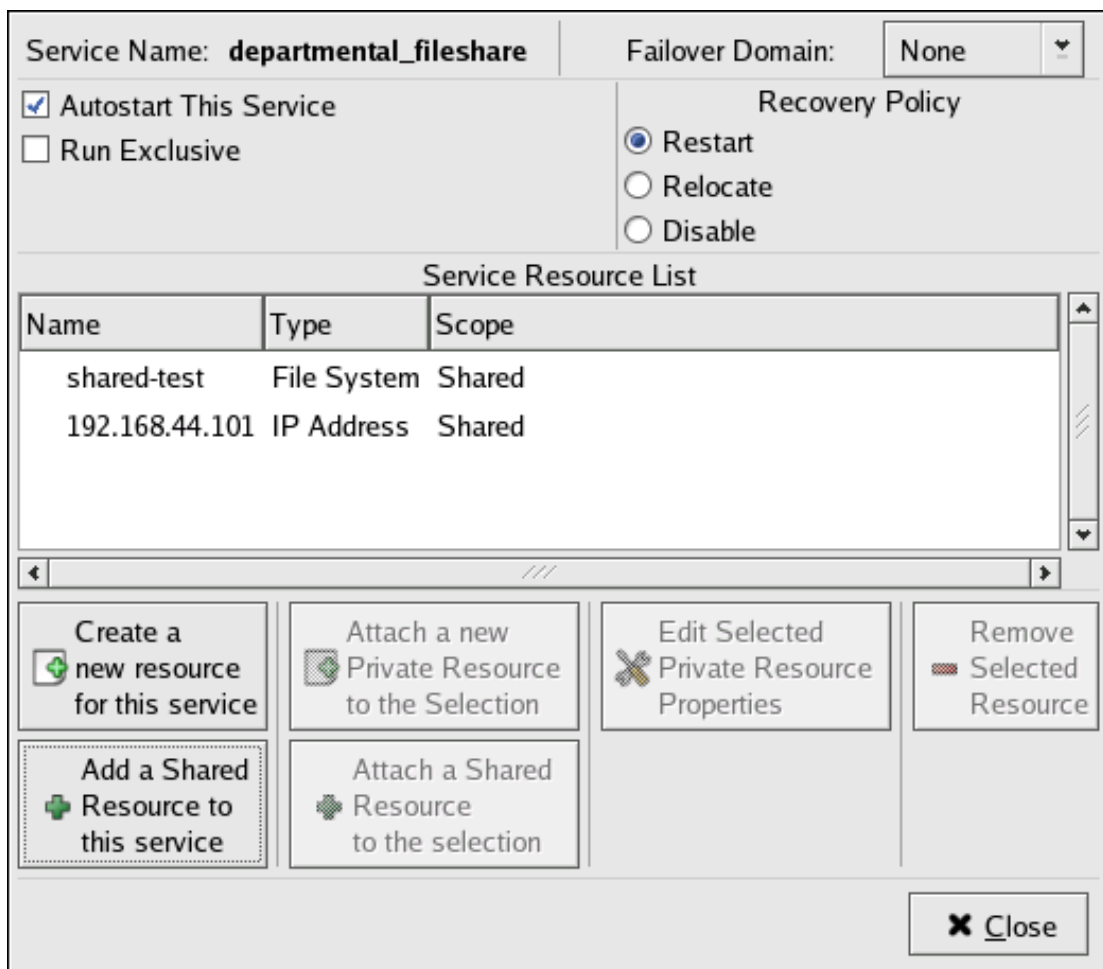 Service Name: departmental_fileshare Failover Domain: None
Autostart This Service
Run Exclusive
Recovery Policy
Restart
Relocate
Disable
Service Resource List
Name Type Scope
shared-test File System Shared
192.168.44.101 IP Address Shared
Create a
new resource
for this service
Attach a new
Private Resource
to the Selection
Edit Selected
Private Resource
Properties
Remove
Selected
Resource
Add a Shared
Resource to
this service
Attach a Shared
Resource
to the selection
Close